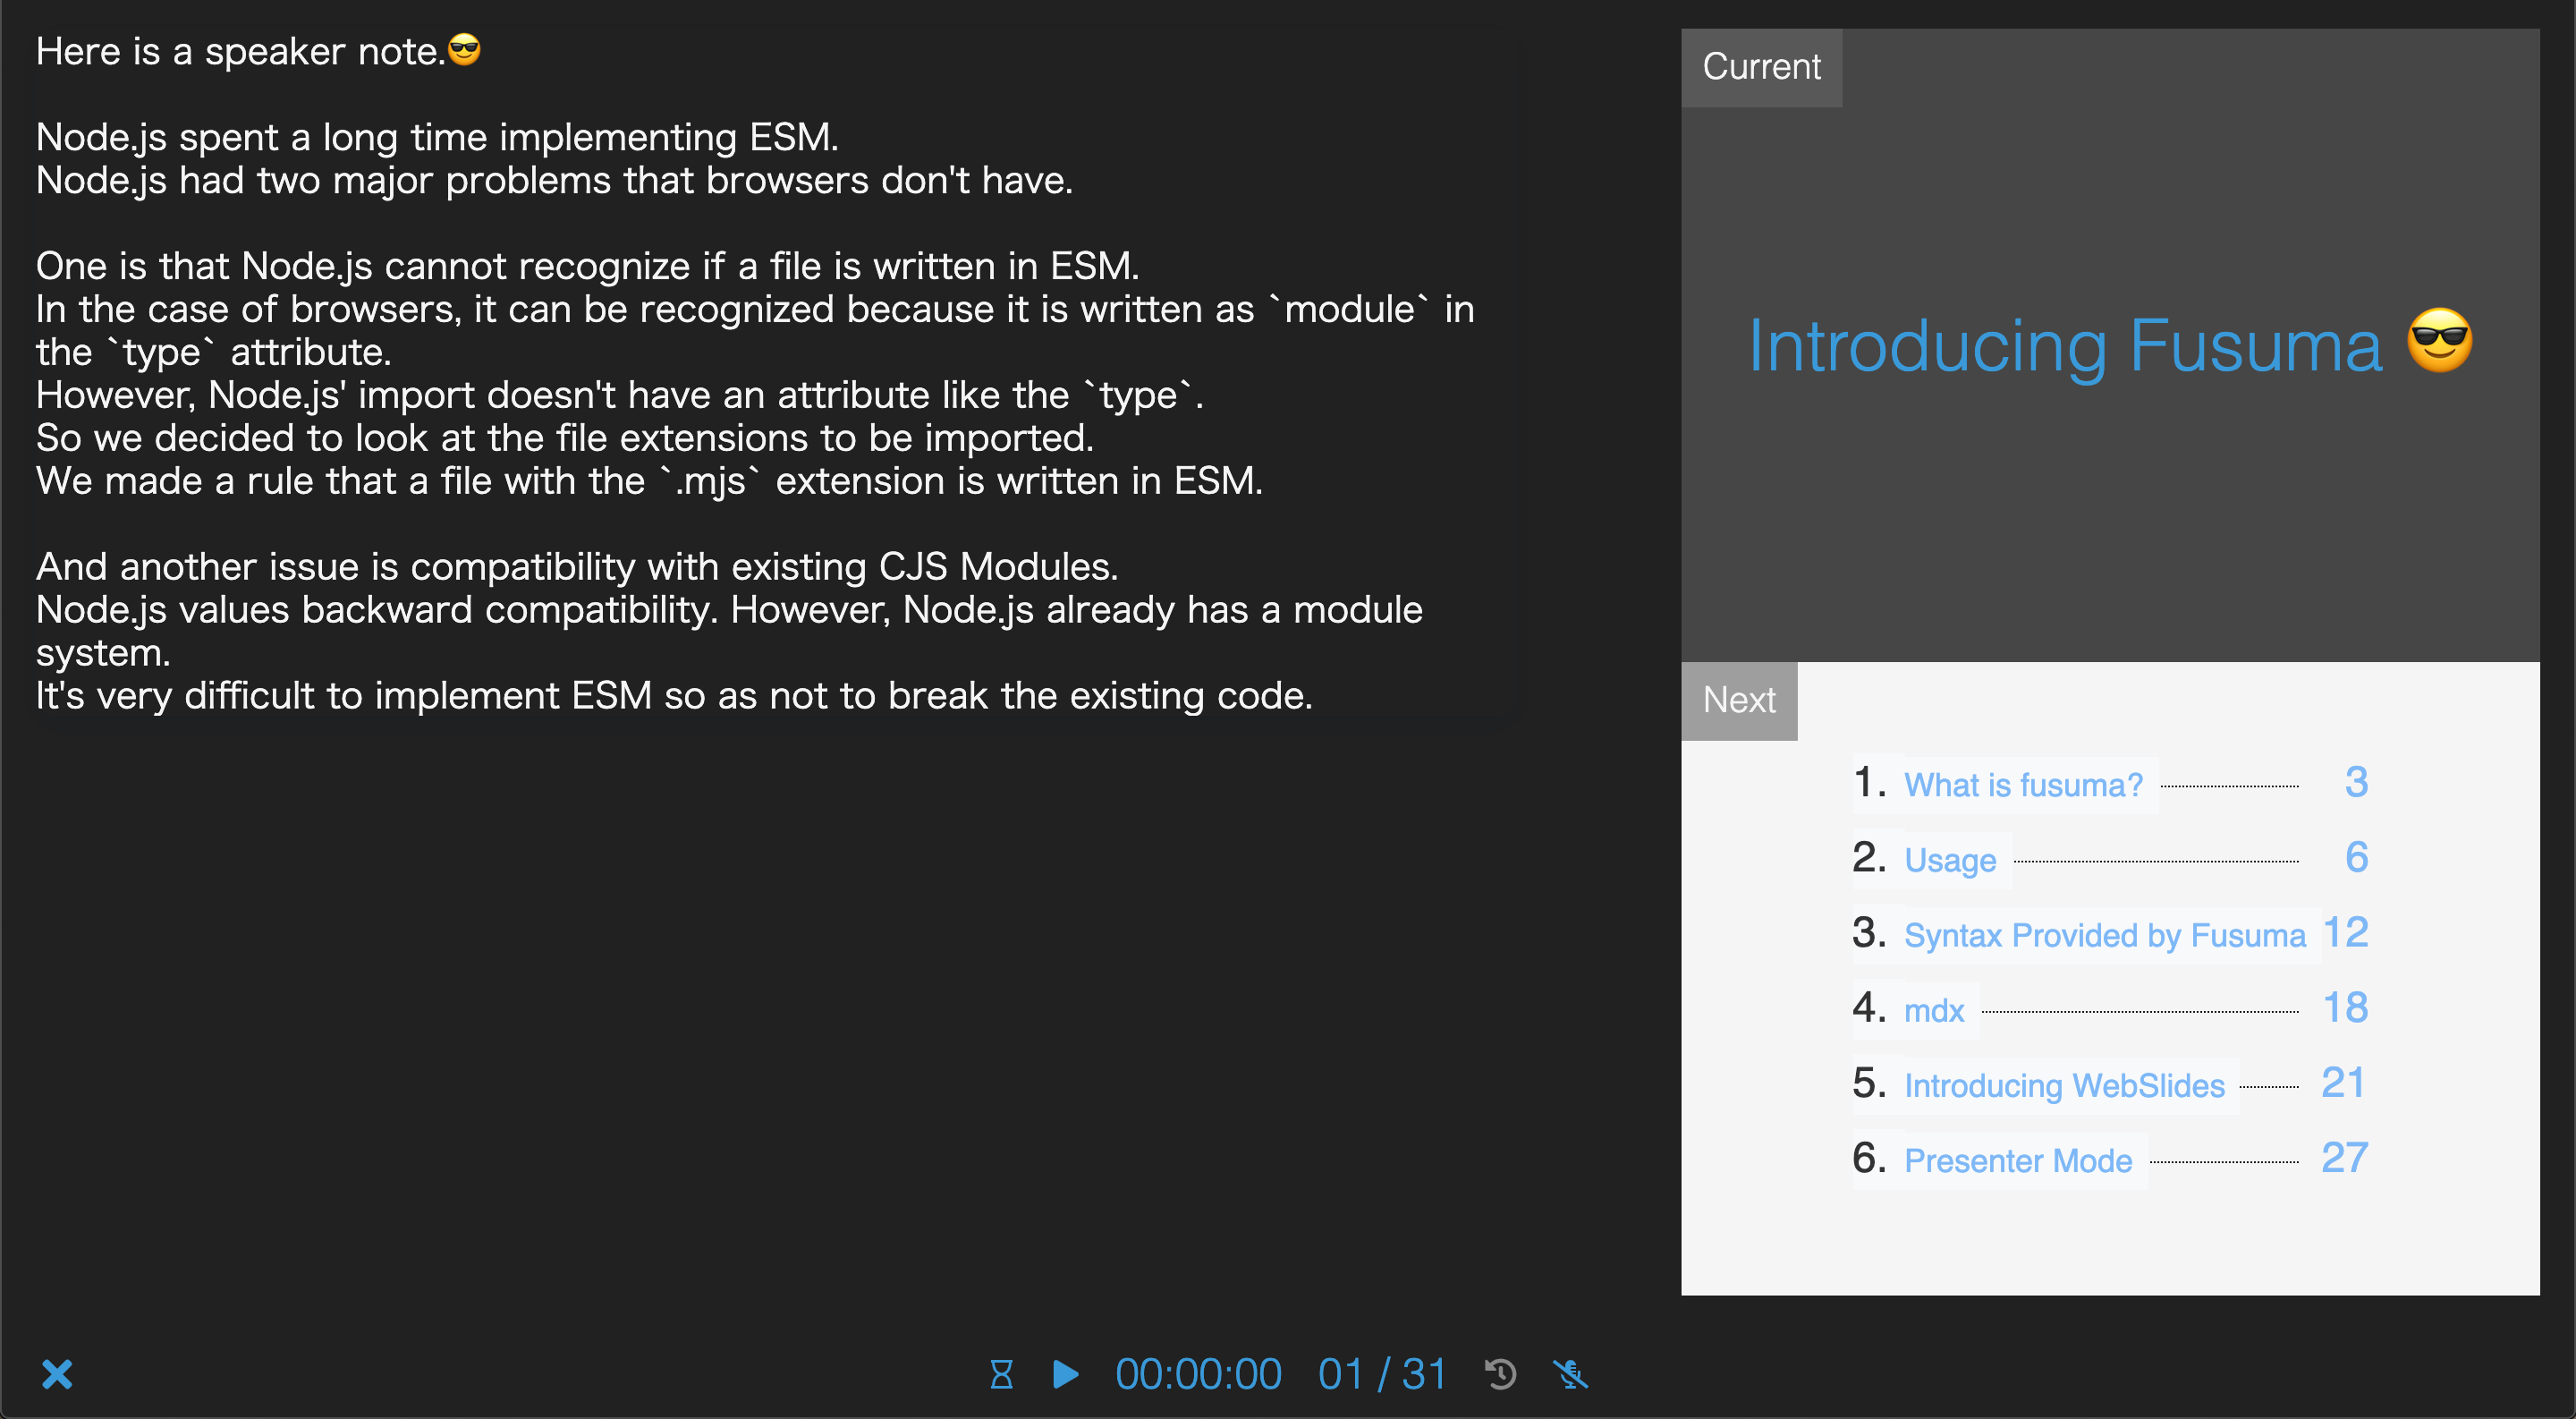 Here is a speaker note.😎
Node.js spent a long time implementing ESM.
Node.js had two major problems that browsers don't have.
One is that Node.js cannot recognize if a file is written in ESM.
In the case of browsers, it can be recognized because it is written as `module` in
the `type` attribute.
However, Node.js' import doesn't have an attribute like the `type`.
So we decided to look at the file extensions to be imported.
We made a rule that a file with the `.mjs` extension is written in ESM.
And another issue is compatibility with existing CJS Modules.
Node.js values backward compatibility. However, Node.js already has a module
system.
It's very difficult to implement ESM so as not to break the existing code.
Current
Introducing Fusuma 😎
Next
1. What is fusuma? 3
2. Usage 6
3. Syntax Provided by Fusuma 12
4. mdx 18
5. Introducing WebSlides 21
6. Presenter Mode 27
00:00:00 01 / 31